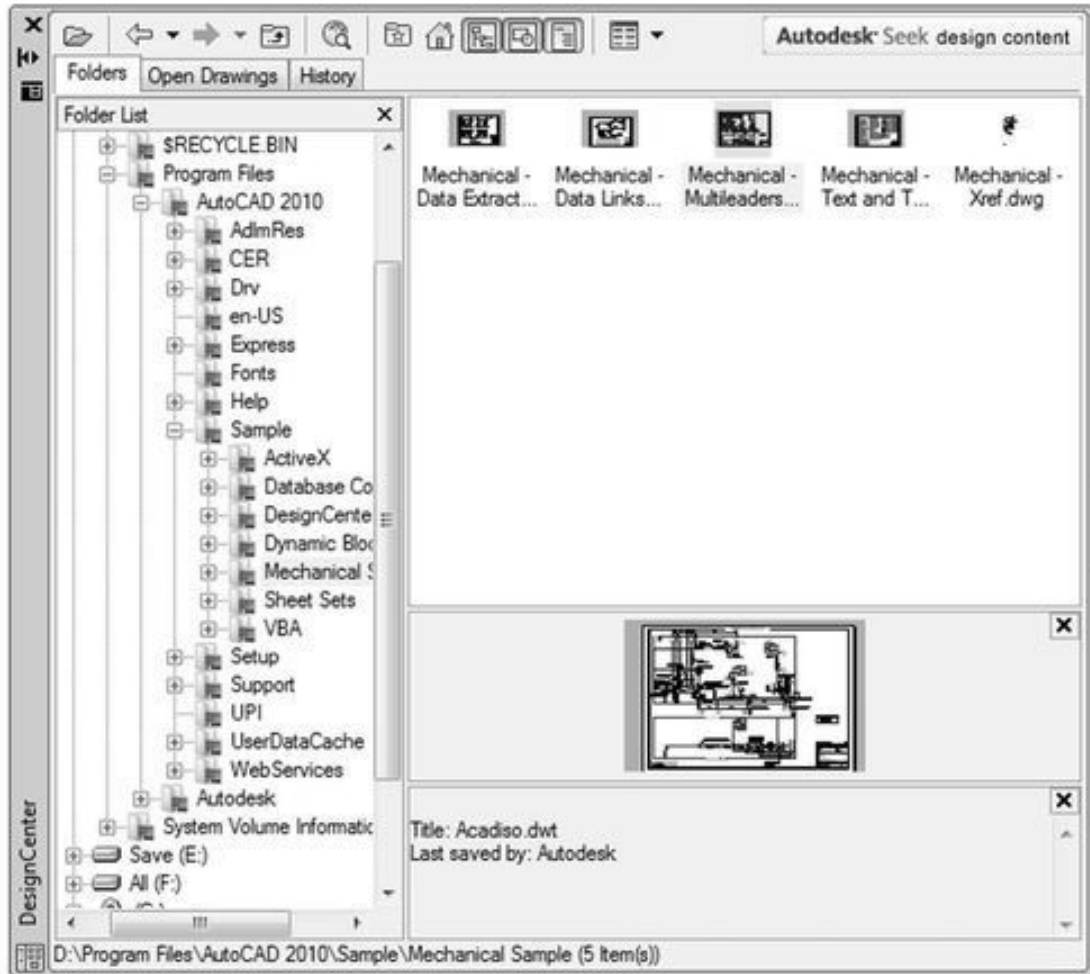 Autodesk® Seek design content
Folders
Open Drawings
History
Folder List
$RECYCLE.BIN
Program Files
AutoCAD 2010
AdlmRes
CER
Drv
en-US
Express
Fonts
Help
Sample
ActiveX
Database Co
DesignCente
Dynamic Bloc
Mechanical S
Sheet Sets
VBA
Setup
Support
UPI
UserDataCache
WebServices
Autodesk
System Volume Informatic
Save (E:)
All (F:)
Mechanical -
Data Extract...
Mechanical -
Data Links...
Mechanical -
Multileaders...
Mechanical -
Text and T...
Mechanical -
Xref.dwg
Title: Acadiso.dwt
Last saved by: Autodesk
DesignCenter
D:\Program Files\AutoCAD 2010\Sample\Mechanical Sample (5 Item(s))